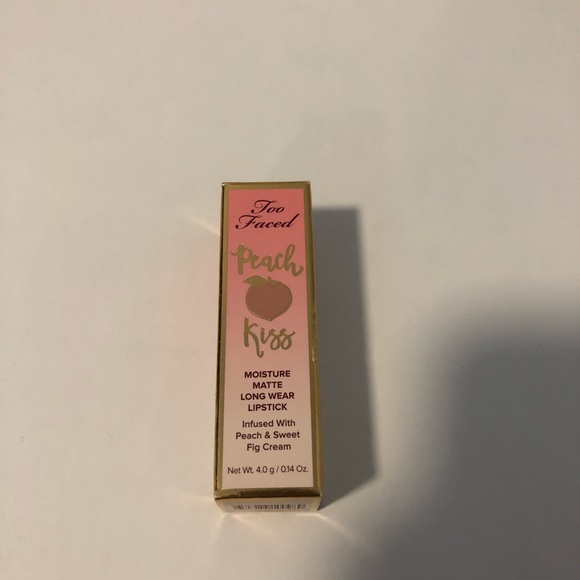 Too
Faced
Peach
Kiss
MOISTURE
MATTE
LONG WEAR
LIPSTICK
Infused With
Peach & Sweet
Fig Cream
Net Wt. 4.0 g / 0.14 Oz.